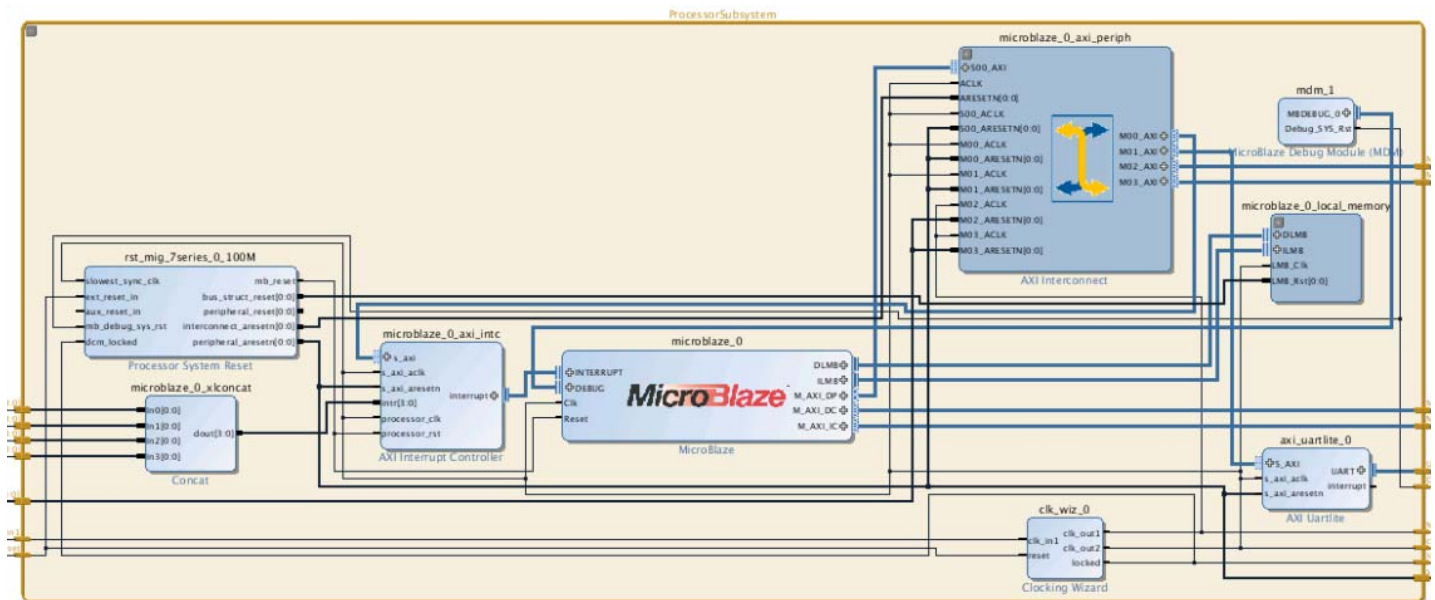 ProcessorSubsystem
microblaze_0_axi_periph
S00_AXI
ACLK
ARESETN[0:0]
S00_ACLK
S00_ARESETN[0:0]
M00_ACLK
M00_ARESETN[0:0]
M01_ACLK
M01_ARESETN[0:0]
M02_ACLK
M02_ARESETN[0:0]
M03_ACLK
M03_ARESETN[0:0]
M00_AXI
M01_AXI
M02_AXI
M03_AXI
AXI Interconnect
mdm_1
MBDEBUG_0
Debug_SYS_Rst
MicroBlaze Debug Module (MDM)
microblaze_0_local_memory
DLMB
ILMB
LMB_Clk
LMB_Rst[0:0]
rst_mig_7series_0_100M
slowest_sync_clk
ext_reset_in
aux_reset_in
mb_debug_sys_rst
dcm_locked
mb_reset
bus_struct_reset[0:0]
peripheral_reset[0:0]
interconnect_aresetn[0:0]
peripheral_aresetn[0:0]
Processor System Reset
microblaze_0_axi_intc
s_axi
s_axi_aclk
s_axi_aresetn
intr[3:0]
processor_clk
processor_rst
interrupt
AXI Interrupt Controller
microblaze_0
INTERRUPT
DEBUG
Clk
Reset
MicroBlaze
DLMB
ILMB
M_AXI_DP
M_AXI_DC
M_AXI_IC
MicroBlaze
microblaze_0_xlconcat
In0[0:0]
In1[0:0]
In2[0:0]
In3[0:0]
dout[3:0]
Concat
axi_uartlite_0
S_AXI
s_axi_aclk
s_axi_aresetn
UART
interrupt
AXI Uartlite
clk_wiz_0
clk_in1
reset
clk_out1
clk_out2
locked
Clocking Wizard